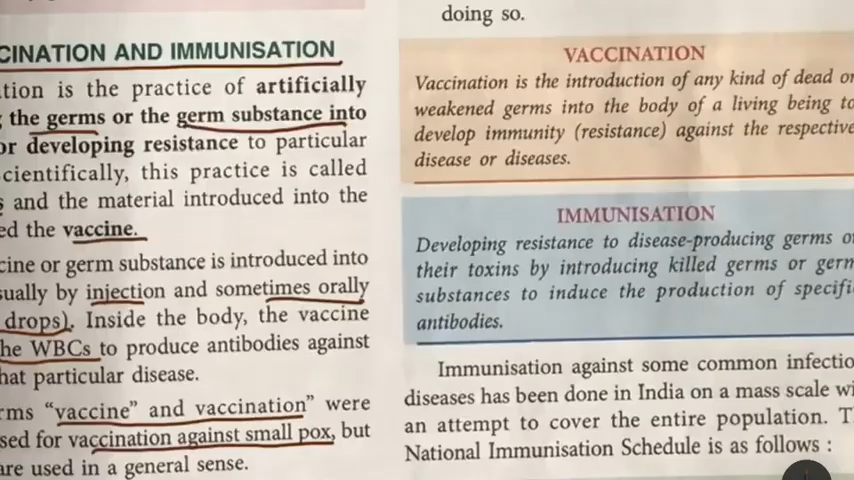 CINATION AND IMMUNISATION
tion is the practice of artificially
the germs or the germ substance into
or developing resistance to particular
cientifically, this practice is called
and the material introduced into the
ed the vaccine.
cine or germ substance is introduced into
sually by injection and sometimes orally
drops). Inside the body, the vaccine
he WBCs to produce antibodies against
hat particular disease.
rms “vaccine” and vaccination” were
sed for vaccination against small pox, but
are used in a general sense.
doing so.
VACCINATION
Vaccination is the introduction of any kind of dead or
weakened germs into the body of a living being to
develop immunity (resistance) against the respective
disease or diseases.
IMMUNISATION
Developing resistance to disease-producing germs or
their toxins by introducing killed germs or germ
substances to induce the production of specific
antibodies.
Immunisation against some common infectio
diseases has been done in India on a mass scale wi
an attempt to cover the entire population. T
National Immunisation Schedule is as follows :